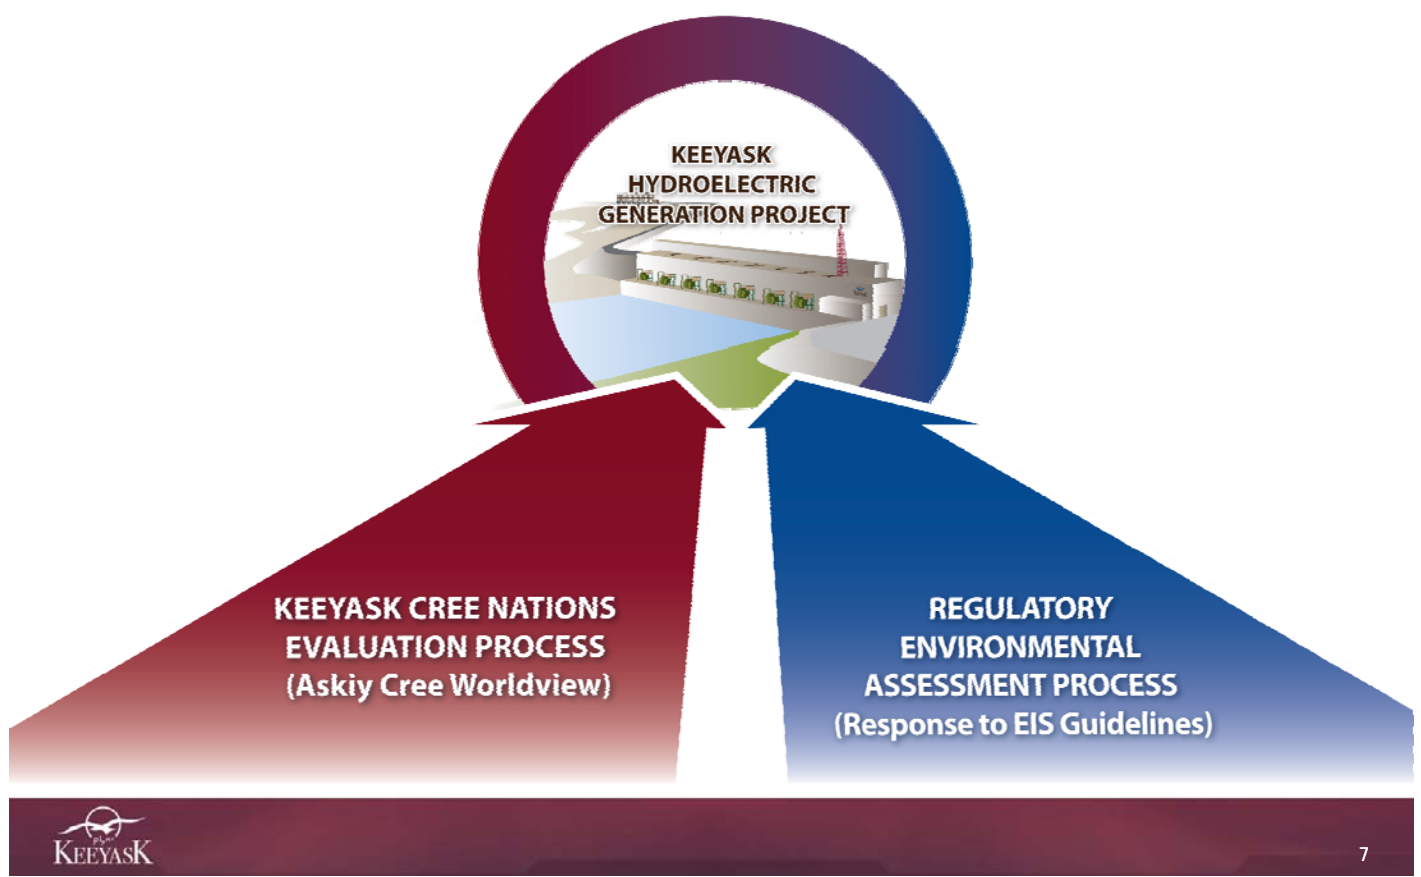 KEEYASK
HYDROELECTRIC
GENERATION PROJECT
KEEYASK CREE NATIONS
EVALUATION PROCESS
(Askiy Cree Worldview)
REGULATORY
ENVIRONMENTAL
ASSESSMENT PROCESS
(Response to EIS Guidelines)
KEEYASK
7